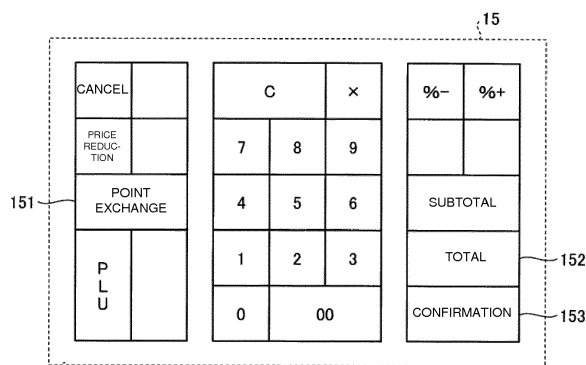 15
CANCEL
C
×
%-
%+
PRICE
REDUC-
TION
7
8
9
151
POINT
EXCHANGE
4
5
6
SUBTOTAL
P
L
U
1
2
3
TOTAL
152
0
00
CONFIRMATION
153